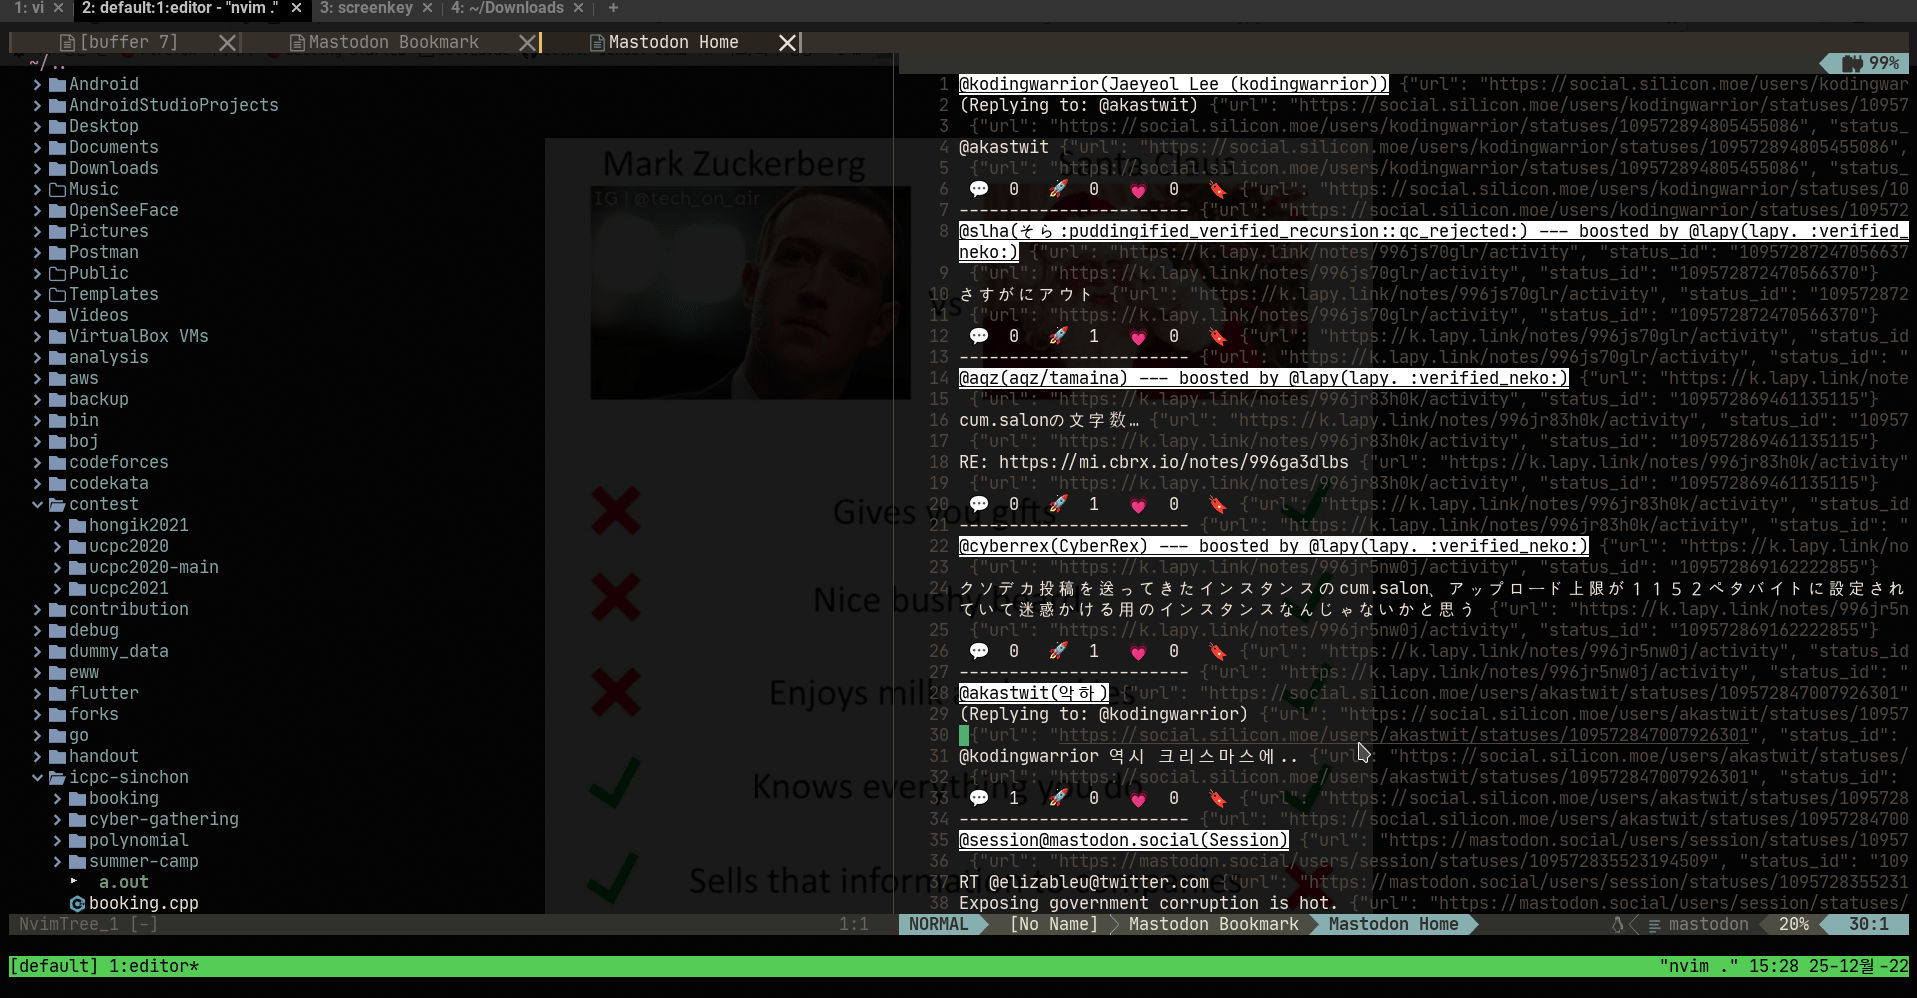 1: vi ✕ 2: default:1:editor - "nvim ." ✕ 3: screenkey ✕ 4: ~/Downloads ✕ +
[buffer 7] Mastodon Bookmark Mastodon Home
~/..
Android
AndroidStudioProjects
Desktop
Documents
Downloads
Music
OpenSeeFace
Pictures
Postman
Public
Templates
Videos
VirtualBox VMs
analysis
aws
backup
bin
boj
codeforces
codekata
contest
hongik2021
ucpc2020
ucpc2020-main
ucpc2021
contribution
debug
dummy_data
eww
flutter
forks
go
handout
icpc-sinchon
booking
cyber-gathering
polynomial
summer-camp
a.out
booking.cpp
NvimTree_1 [-] 1:1
Mark Zuckerberg
IG | @tech_on_air
Santa Claus
vs
Gives you gifts
Nice bushy
Enjoys milk
Knows everything you do
Sells that information to companies
99%
1 @kodingwarrior(Jaeyeol Lee (kodingwarrior)) {"url": "https://social.silicon.moe/users/kodingwar
2 (Replying to: @akastwit) {"url": "https://social.silicon.moe/users/kodingwarrior/statuses/10957
3 {"url": "https://social.silicon.moe/users/kodingwarrior/statuses/109572894805455086", "status_
4 @akastwit {"url": "https://social.silicon.moe/users/kodingwarrior/statuses/109572894805455086",
5 {"url": "https://social.silicon.moe/users/kodingwarrior/statuses/109572894805455086", "status_
6 💬 0 🚀 0 💗 0 🔖 {"url": "https://social.silicon.moe/users/kodingwarrior/statuses/10
7 ----------------------- {"url": "https://social.silicon.moe/users/kodingwarrior/statuses/109572
8 @slha(そら:puddingified_verified_recursion::qc_rejected:) --- boosted by @lapy(lapy. :verified_
neko:) {"url": "https://k.lapy.link/notes/996js70glr/activity", "status_id": "10957287247056637
9 {"url": "https://k.lapy.link/notes/996js70glr/activity", "status_id": "109572872470566370"}
10 さすがにアウト {"url": "https://k.lapy.link/notes/996js70glr/activity", "status_id": "109572872
11 {"url": "https://k.lapy.link/notes/996js70glr/activity", "status_id": "109572872470566370"}
12 💬 0 🚀 1 💗 0 🔖 {"url": "https://k.lapy.link/notes/996js70glr/activity", "status_
13 ----------------------- {"url": "https://k.lapy.link/notes/996js70glr/activity", "status_id": "
14 @aqz(aqz/tamaina) --- boosted by @lapy(lapy. :verified_neko:) {"url": "https://k.lapy.link/note
15 {"url": "https://k.lapy.link/notes/996jr83h0k/activity", "status_id": "109572869461135115"}
16 cum.salonの文字数… {"url": "https://k.lapy.link/notes/996jr83h0k/activity", "status_id": "10957
17 {"url": "https://k.lapy.link/notes/996jr83h0k/activity", "status_id": "109572869461135115"}
18 RE: https://mi.cbrx.io/notes/996ga3dlbs {"url": "https://k.lapy.link/notes/996jr83h0k/activity"
19 {"url": "https://k.lapy.link/notes/996jr83h0k/activity", "status_id": "109572869461135115"}
20 💬 0 🚀 1 💗 0 🔖 {"url": "https://k.lapy.link/notes/996jr83h0k/activity", "status_
21 ----------------------- {"url": "https://k.lapy.link/notes/996jr83h0k/activity", "status_id": "
22 @cyberrex(CyberRex) --- boosted by @lapy(lapy. :verified_neko:) {"url": "https://k.lapy.link/no
23 {"url": "https://k.lapy.link/notes/996jr5nw0j/activity", "status_id": "109572869162222855"}
24 クソデカ投稿を送ってきたインスタンスのcum.salon、アップロード上限が１１５２ペタバイトに設定され
ていて迷惑かける用のインスタンスなんじゃないかと思う {"url": "https://k.lapy.link/notes/996jr5n
25 {"url": "https://k.lapy.link/notes/996jr5nw0j/activity", "status_id": "109572869162222855"}
26 💬 0 🚀 1 💗 0 🔖 {"url": "https://k.lapy.link/notes/996jr5nw0j/activity", "status_id
27 ----------------------- {"url": "https://k.lapy.link/notes/996jr5nw0j/activity", "status_id": "
28 @akastwit(악하) {"url": "https://social.silicon.moe/users/akastwit/statuses/109572847007926301"
29 (Replying to: @kodingwarrior) {"url": "https://social.silicon.moe/users/akastwit/statuses/10957
30 {"url": "https://social.silicon.moe/users/akastwit/statuses/109572847007926301", "status_id":
31 @kodingwarrior 역시 크리스마스에.. {"url": "https://social.silicon.moe/users/akastwit/statuses/
32 {"url": "https://social.silicon.moe/users/akastwit/statuses/109572847007926301", "status_id":
33 💬 1 🚀 0 💗 0 🔖 {"url": "https://social.silicon.moe/users/akastwit/statuses/1095728
34 ----------------------- {"url": "https://social.silicon.moe/users/akastwit/statuses/10957284700
35 @session@mastodon.social(Session) {"url": "https://mastodon.social/users/session/statuses/10957
36 {"url": "https://mastodon.social/users/session/statuses/109572835523194509", "status_id": "109
37 RT @elizableu@twitter.com {"url": "https://mastodon.social/users/session/statuses/1095728355231
38 Exposing government corruption is hot. {"url": "https://mastodon.social/users/session/statuses/
NORMAL [No Name] Mastodon Bookmark Mastodon Home mastodon 20% 30:1
[default] 1:editor* "nvim ." 15:28 25-12월-22